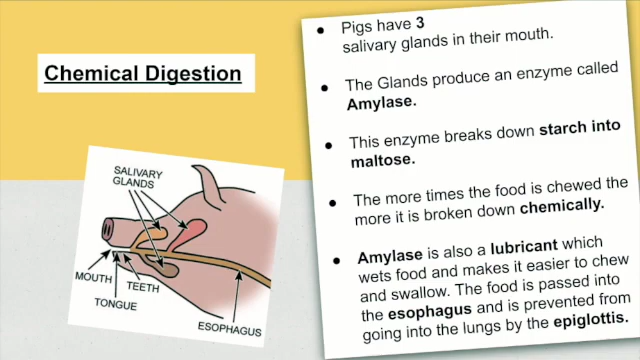 Chemical Digestion
● Pigs have 3
salivary glands in their mouth.
● The Glands produce an enzyme called
Amylase.
● This enzyme breaks down starch into
maltose.
● The more times the food is chewed the
more it is broken down chemically.
● Amylase is also a lubricant which
wets food and makes it easier to chew
and swallow. The food is passed into
the esophagus and is prevented from
going into the lungs by the epiglottis.
SALIVARY
GLANDS
MOUTH
TEETH
TONGUE
ESOPHAGUS